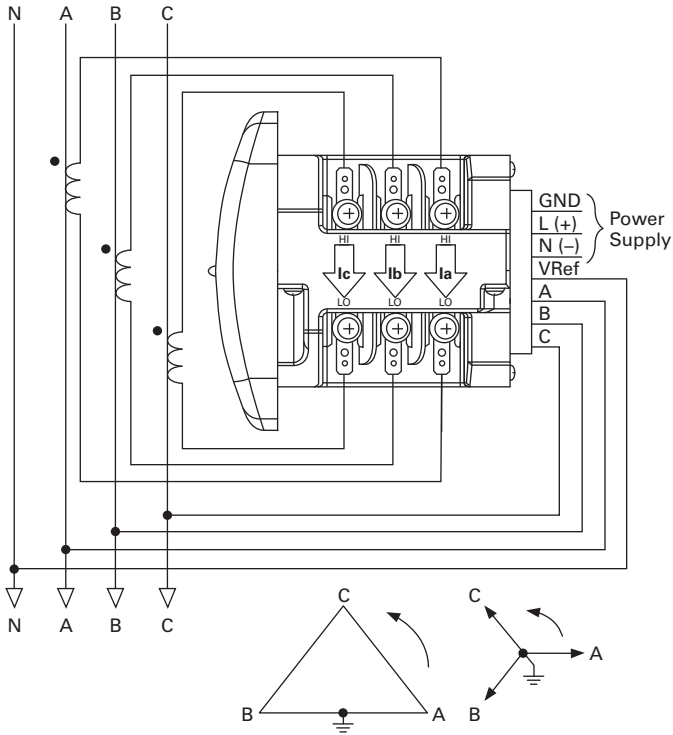 N A B C
GND
L (+)
N (–)
Power
Supply
VRef
A
B
C
HI HI HI
Ic Ib Ia
LO LO LO
N A B C
C
B A
C
A
B